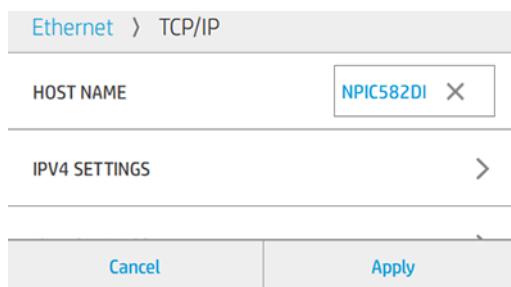 Ethernet > TCP/IP
HOST NAME NPIC582DI ×
IPV4 SETTINGS >
Cancel Apply